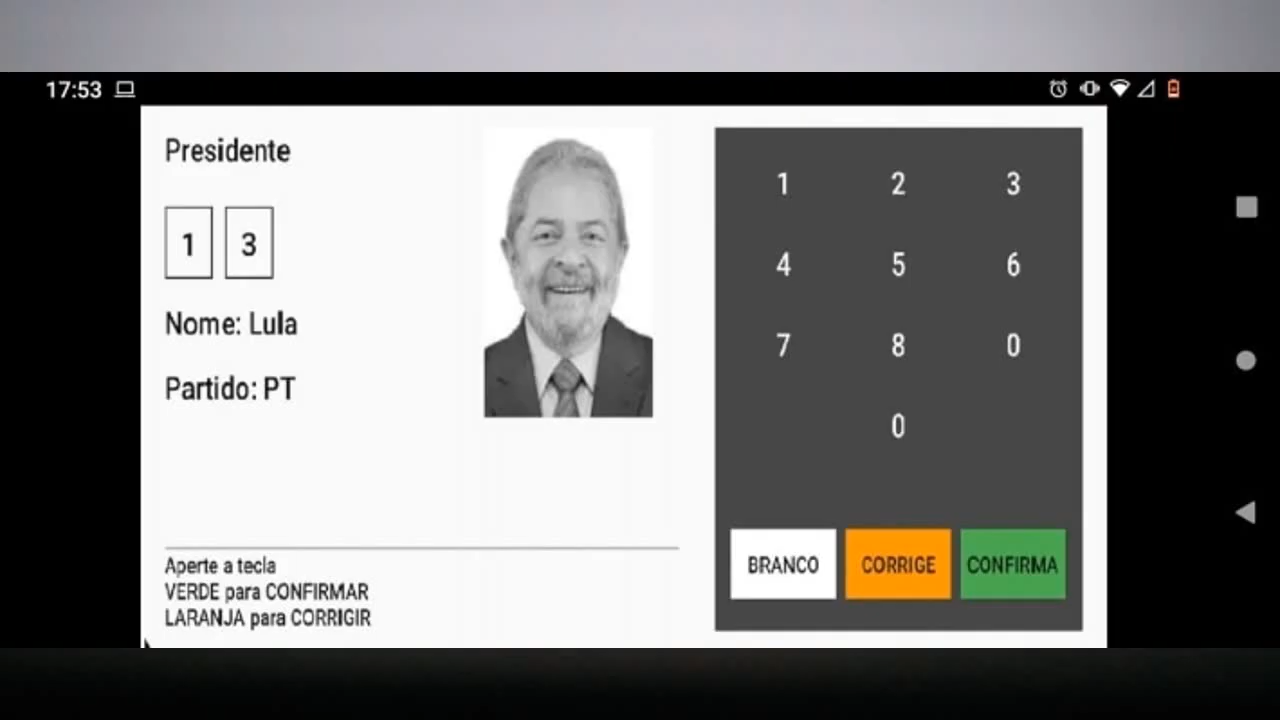 17:53
Presidente
1 3
Nome: Lula
Partido: PT
Aperte a tecla
VERDE para CONFIRMAR
LARANJA para CORRIGIR
1 2 3
4 5 6
7 8 0
0
BRANCO CORRIGE CONFIRMA